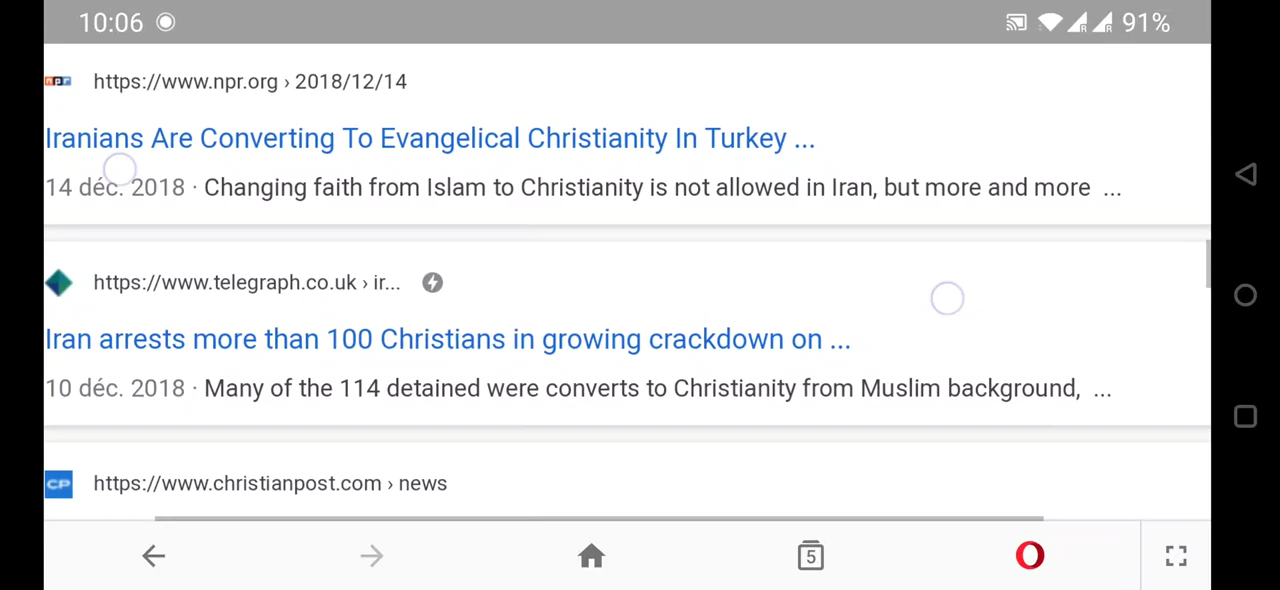 10:06 91%
npr https://www.npr.org › 2018/12/14
Iranians Are Converting To Evangelical Christianity In Turkey ...
14 déc. 2018 · Changing faith from Islam to Christianity is not allowed in Iran, but more and more ...
https://www.telegraph.co.uk › ir...
Iran arrests more than 100 Christians in growing crackdown on ...
10 déc. 2018 · Many of the 114 detained were converts to Christianity from Muslim background, ...
CP https://www.christianpost.com › news
5